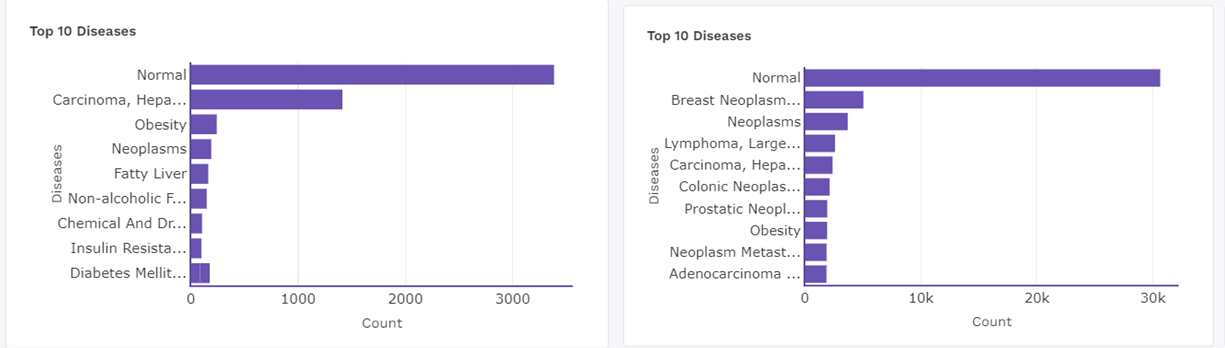 Top 10 Diseases
Normal
Carcinoma, Hepa...
Obesity
Neoplasms
Fatty Liver
Non-alcoholic F...
Chemical And Dr...
Insulin Resista...
Diabetes Mellit...
Diseases
0 1000 2000 3000
Count
Top 10 Diseases
Normal
Breast Neoplasm...
Neoplasms
Lymphoma, Large...
Carcinoma, Hepa...
Colonic Neoplas...
Prostatic Neopl...
Obesity
Neoplasm Metast...
Adenocarcinoma ...
Diseases
0 10k 20k 30k
Count